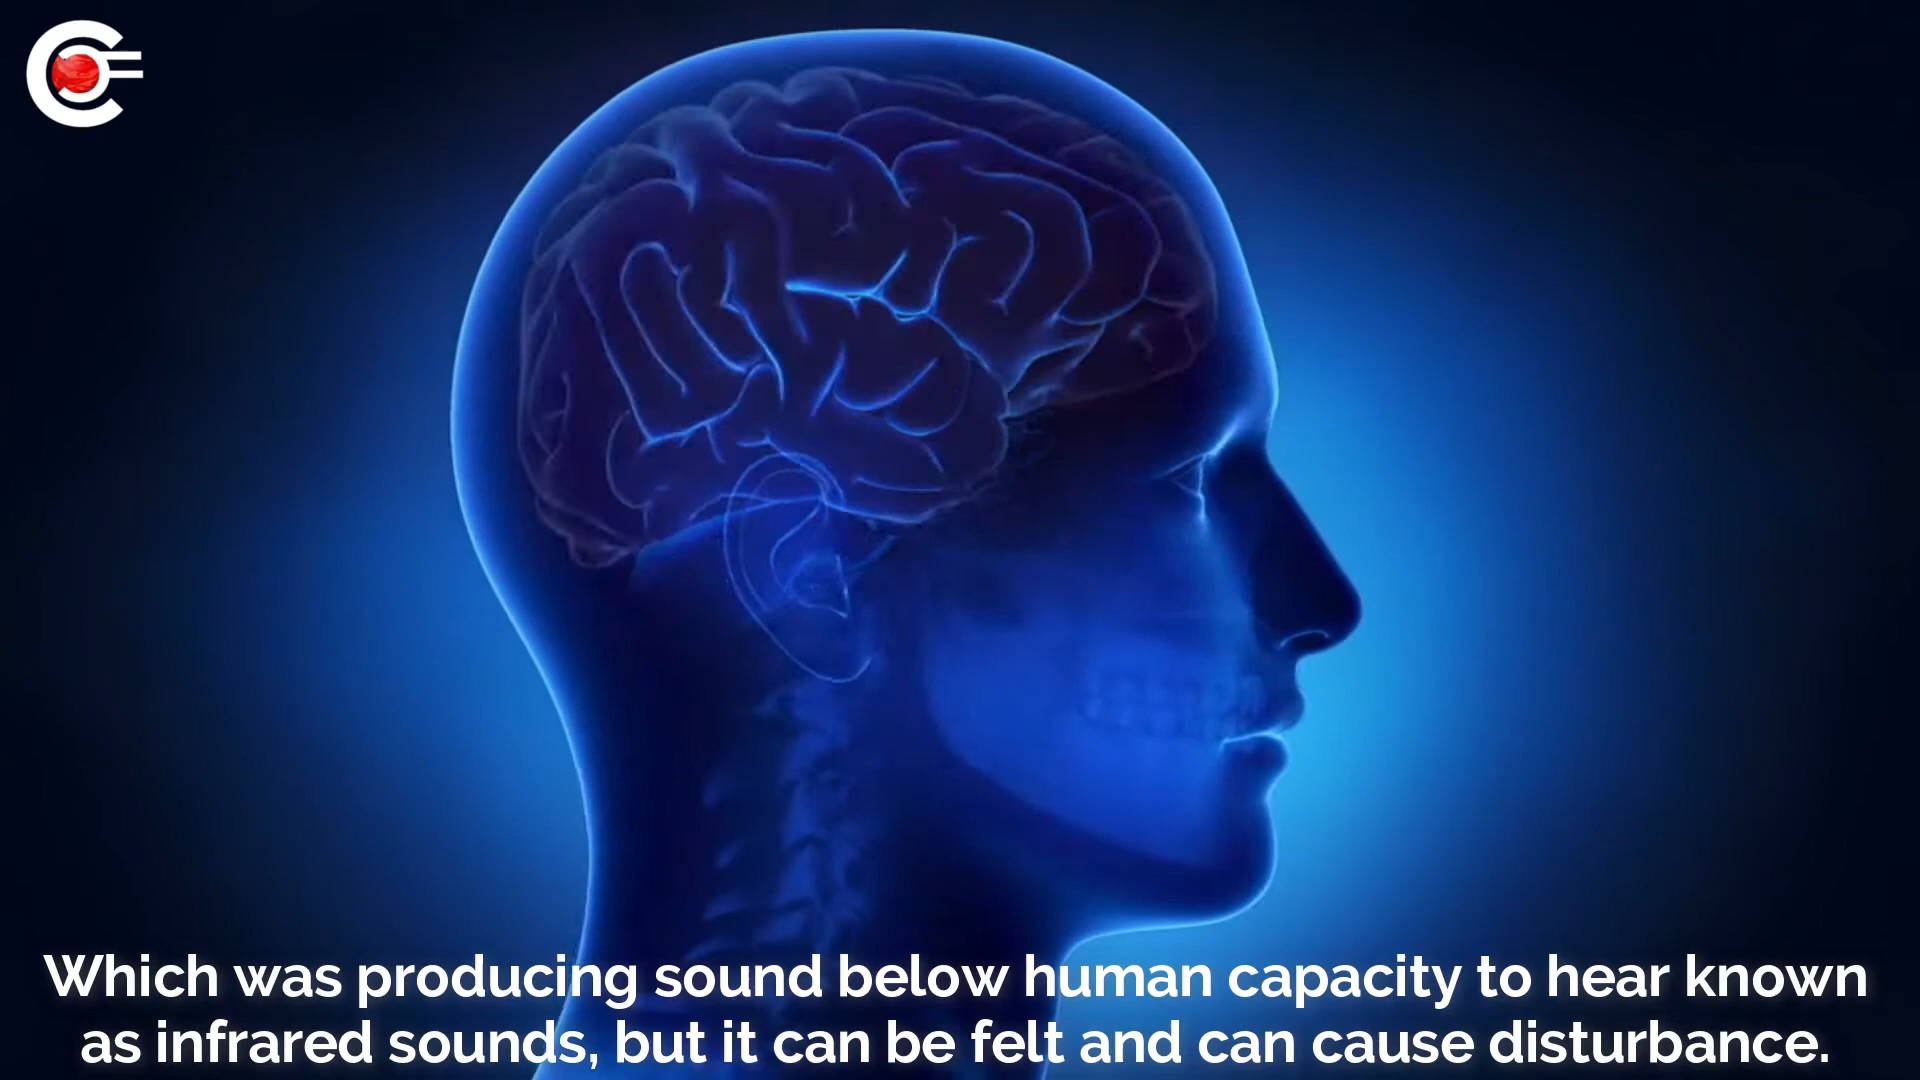 Which was producing sound below human capacity to hear known
as infrared sounds, but it can be felt and can cause disturbance.